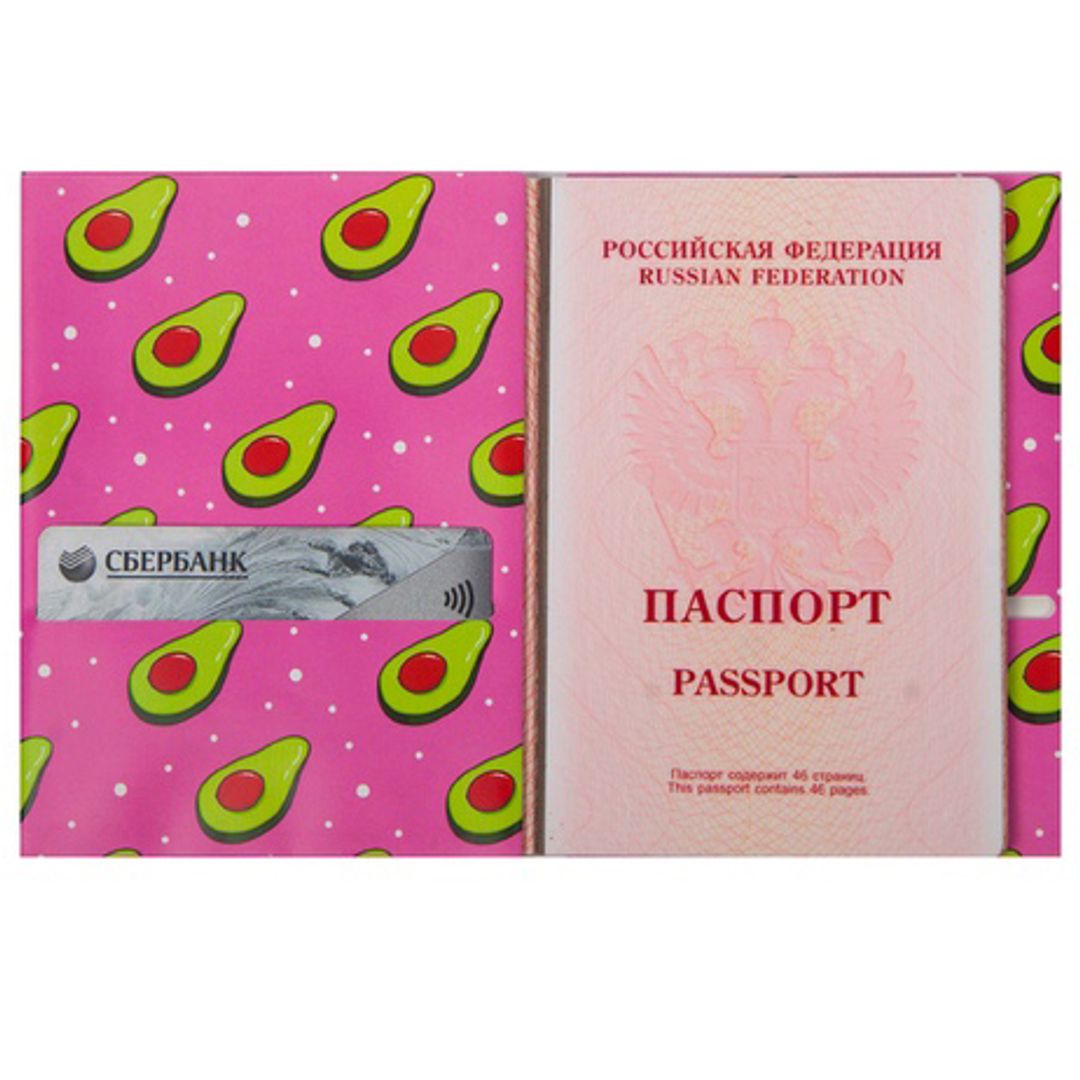 СБЕРБАНК
РОССИЙСКАЯ ФЕДЕРАЦИЯ
RUSSIAN FEDERATION
ПАСПОРТ
PASSPORT
Паспорт содержит 46 страниц.
This passport contains 46 pages.